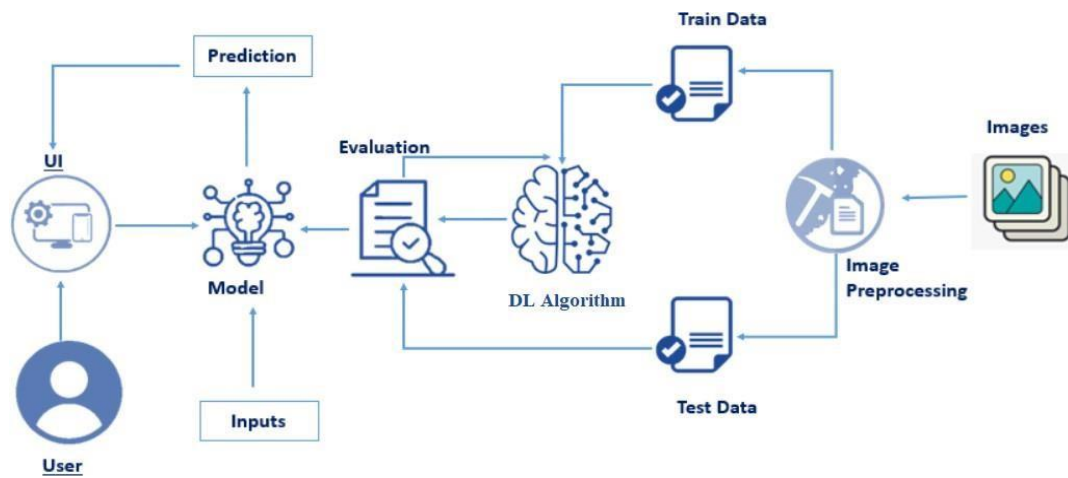 Train Data
Prediction
Images
Evaluation
UI
Model
DL Algorithm
Image
Preprocessing
Inputs
Test Data
User